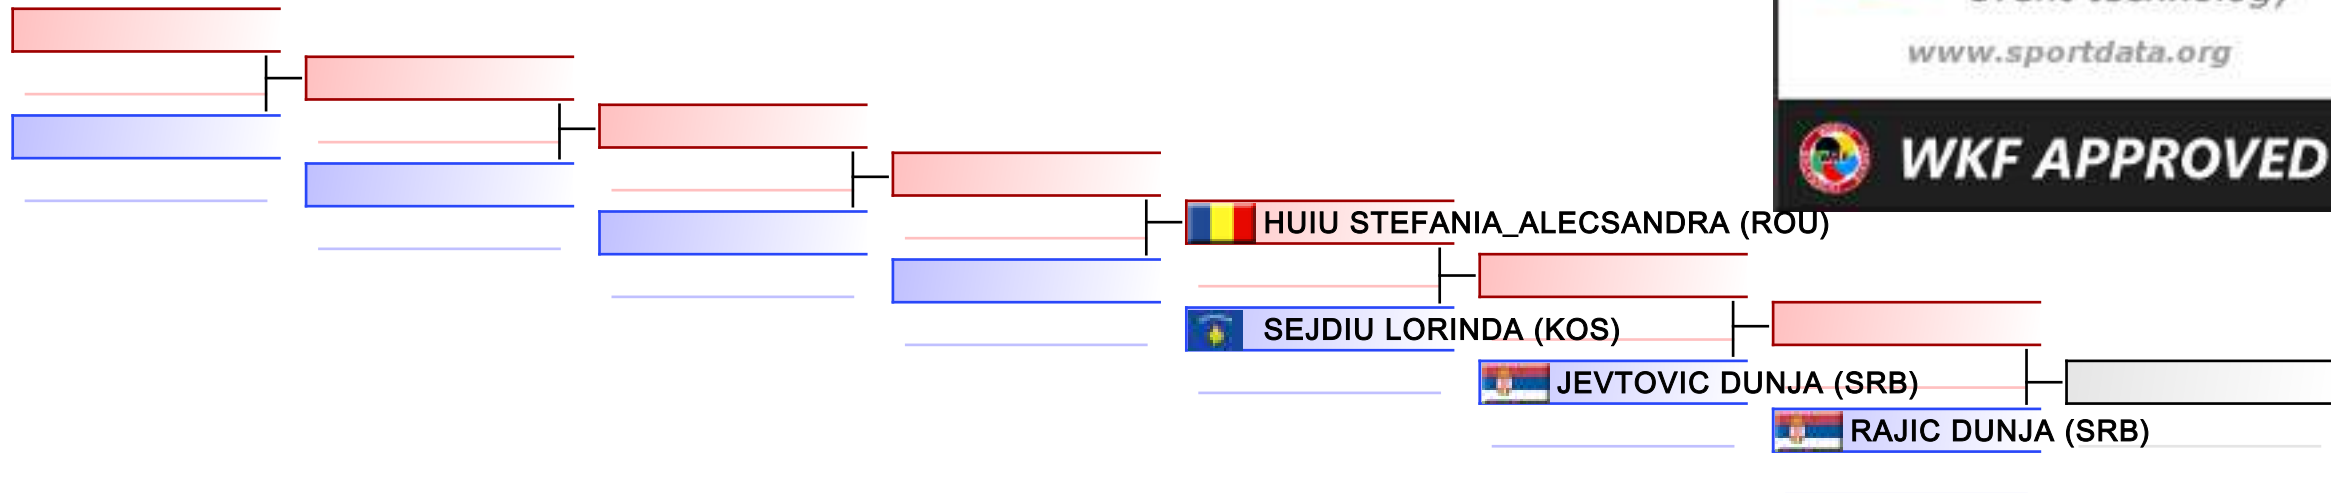 www.sportdata.org
WKF APPROVED
HUIU STEFANIA_ALECSANDRA (ROU)
SEJDIU LORINDA (KOS)
JEVTOVIC DUNJA (SRB)
RAJIC DUNJA (SRB)